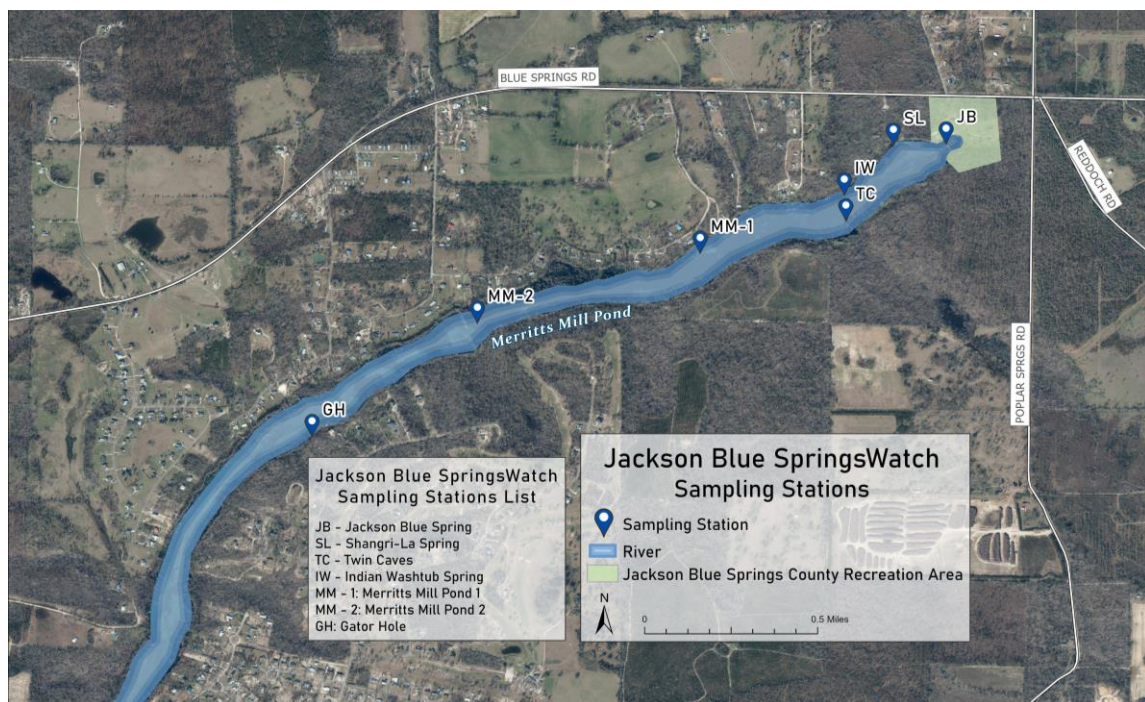 BLUE SPRINGS RD
SL
JB
REDDOCH RD
IW
TC
MM-1
MM-2
Merritts Mill Pond
POPLAR SPRGS RD
GH
Jackson Blue SpringsWatch
Sampling Stations List
JB - Jackson Blue Spring
SL - Shangri-La Spring
TC - Twin Caves
IW - Indian Washtub Spring
MM - 1: Merritts Mill Pond 1
MM - 2: Merritts Mill Pond 2
GH: Gator Hole
Jackson Blue SpringsWatch
Sampling Stations
Sampling Station
River
Jackson Blue Springs County Recreation Area
N
0
0.5 Miles